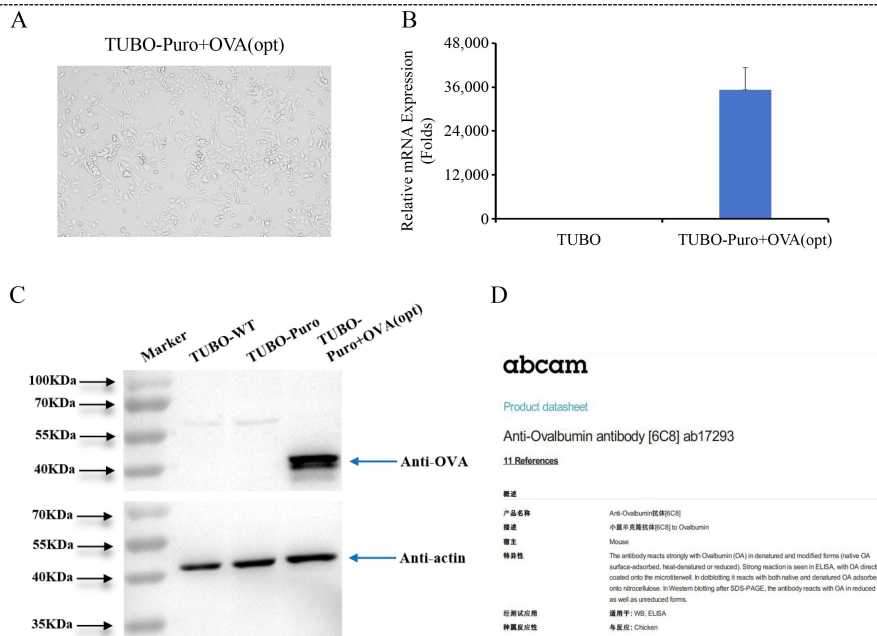 A
TUBO-Puro+OVA(opt)
B
Relative mRNA Expression
(Folds)
48,000
36,000
24,000
12,000
0
TUBO
TUBO-Puro+OVA(opt)
C
Marker
TUBO-WT
TUBO-Puro
TUBO-
Puro+OVA(opt)
100KDa
70KDa
55KDa
40KDa
Anti-OVA
70KDa
55KDa
40KDa
35KDa
Anti-actin
D
abcam
Product datasheet
Anti-Ovalbumin antibody [6C8] ab17293
11 References
概述
产品名称 Anti-Ovalbumin抗体[6C8]
描述 小鼠单克隆抗体[6C8] to Ovalbumin
宿主 Mouse
特异性 The antibody reacts strongly with Ovalbumin (OA) in denatured and modified forms (native OA
surface-adsorbed, heat-denatured or reduced). Strong reaction is seen in ELISA, with OA direct
coated onto the microtiterwell. In dotblotting it reacts with both native and denatured OA adsorbe
onto nitrocellulose. In Western blotting after SDS-PAGE, the antibody reacts with OA in reduced
as well as unreduced forms.
经测试应用 适用于: WB, ELISA
种属反应性 与反应: Chicken